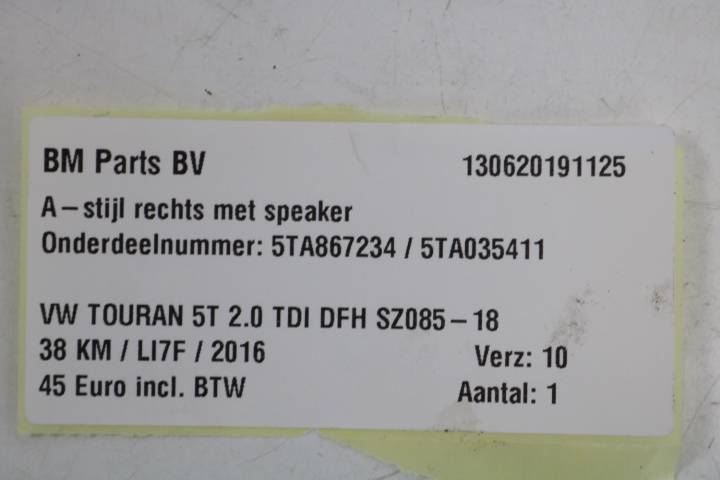 BM Parts BV 130620191125
A-stijl rechts met speaker
Onderdeelnummer: 5TA867234 / 5TA035411
VW TOURAN 5T 2.0 TDI DFH SZ085-18
38 KM / LI7F / 2016 Verz: 10
45 Euro incl. BTW Aantal: 1